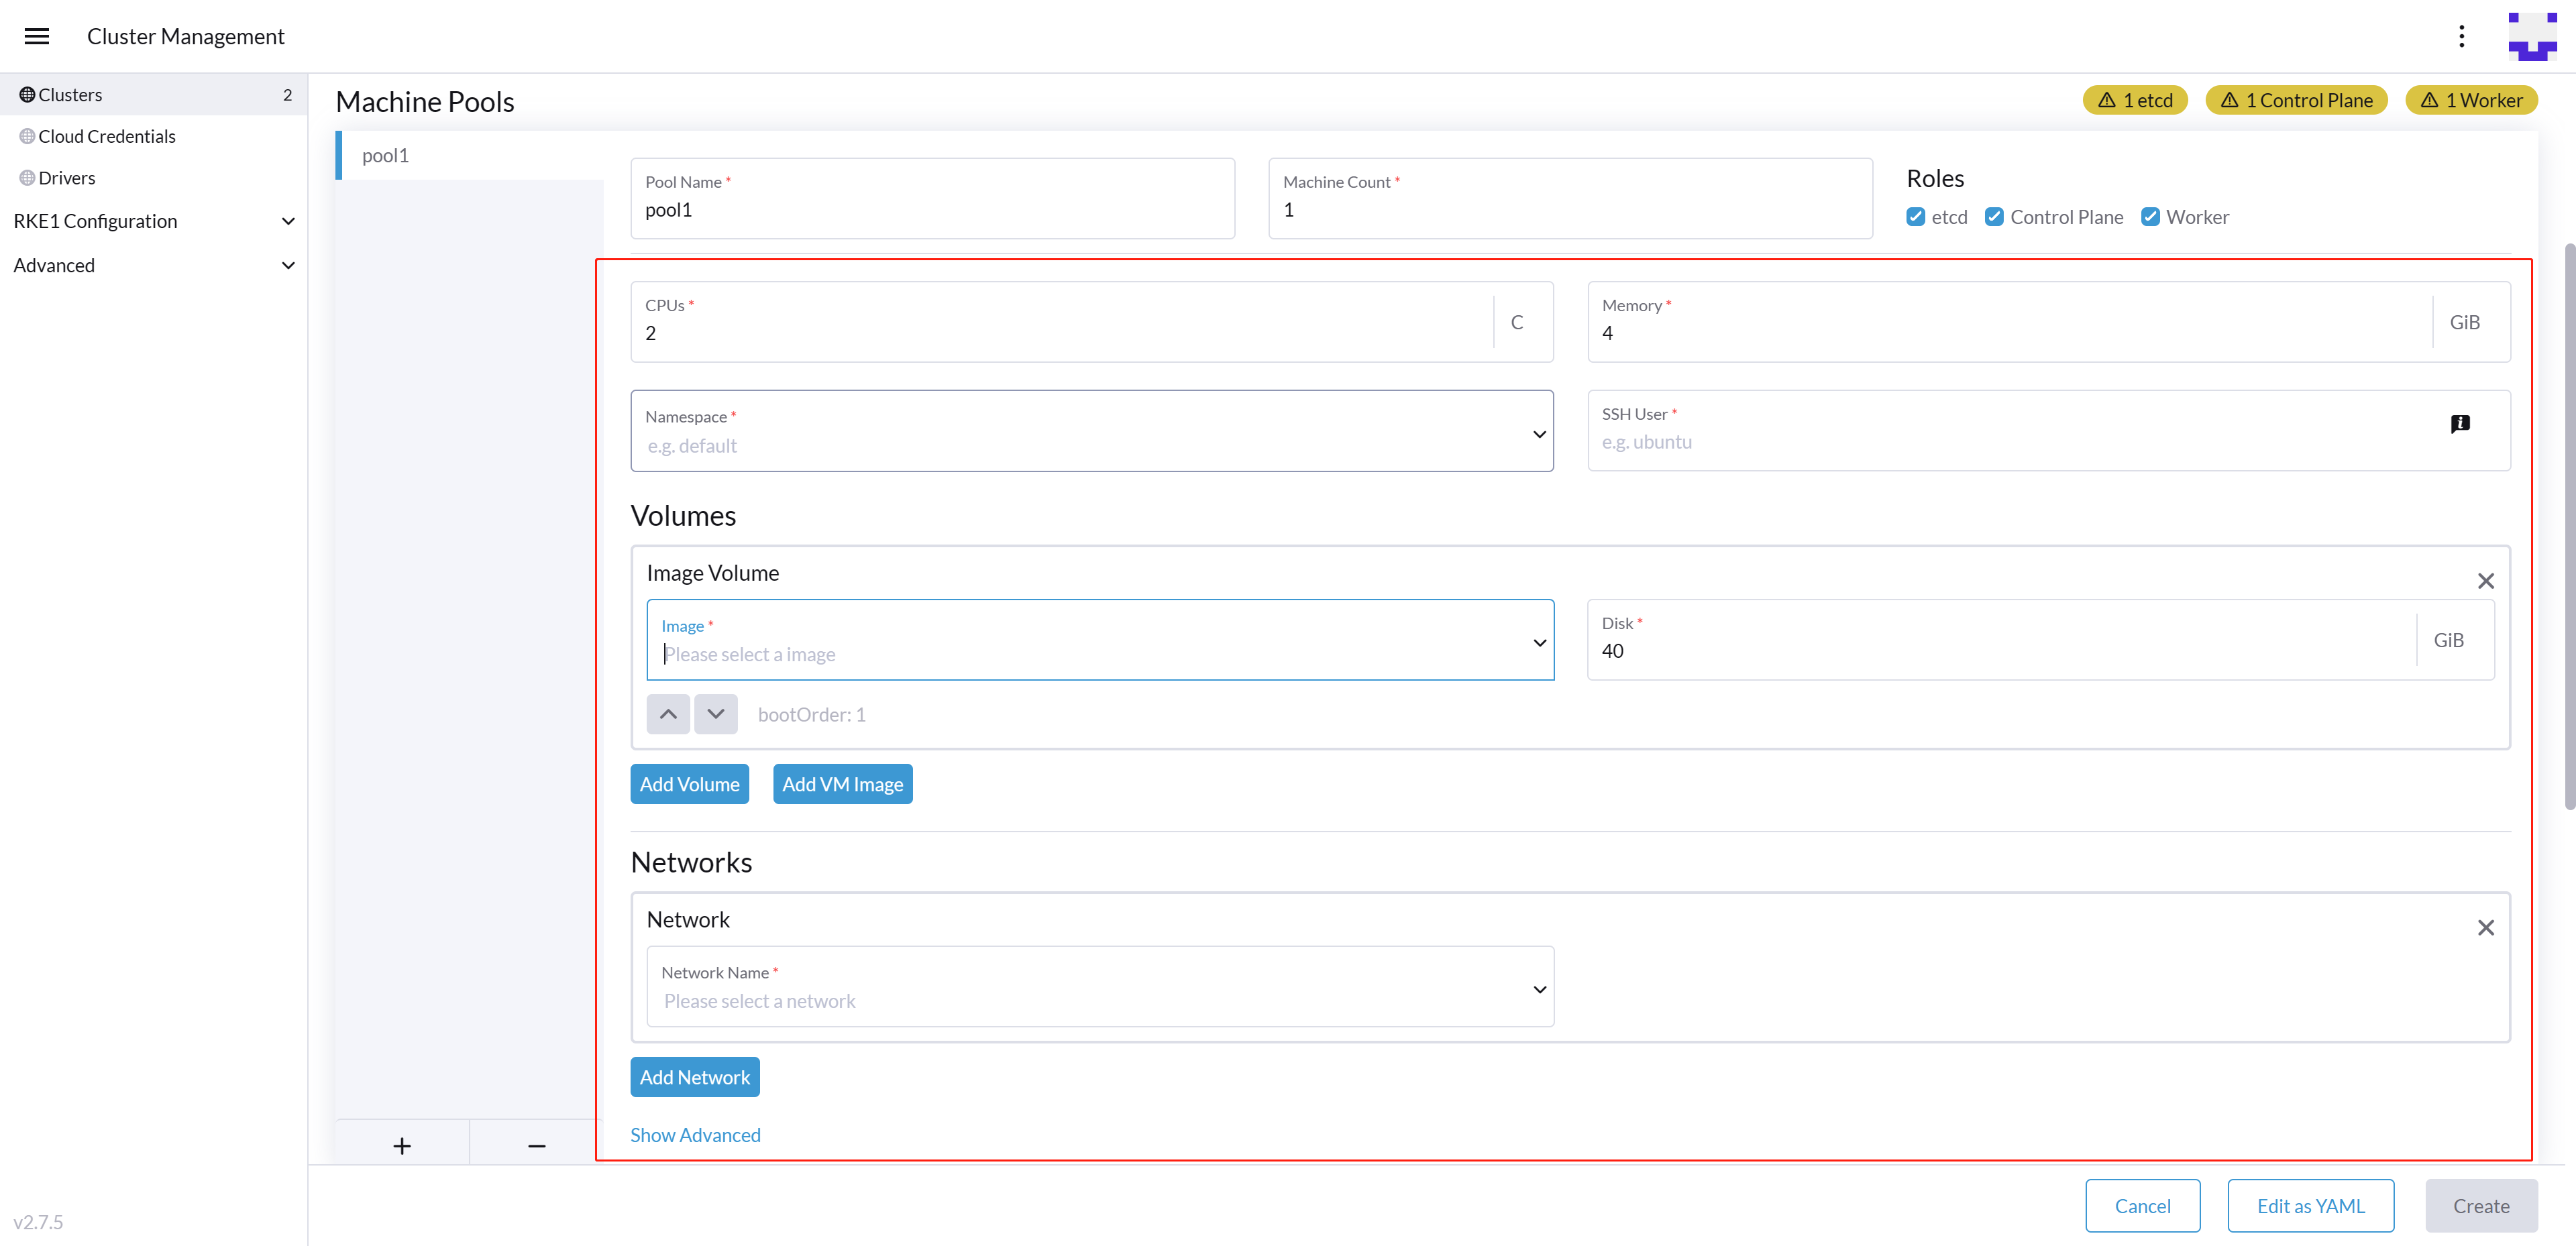 Cluster Management
Clusters 2
Cloud Credentials
Drivers
RKE1 Configuration
Advanced
v2.7.5
Machine Pools
1 etcd
1 Control Plane
1 Worker
pool1
Pool Name *
pool1
Machine Count *
1
Roles
etcd Control Plane Worker
CPUs *
2
C
Memory *
4
GiB
Namespace *
e.g. default
SSH User *
e.g. ubuntu
Volumes
Image Volume
Image *
Please select a image
Disk *
40
GiB
bootOrder: 1
Add Volume
Add VM Image
Networks
Network
Network Name *
Please select a network
Add Network
Show Advanced
Cancel
Edit as YAML
Create